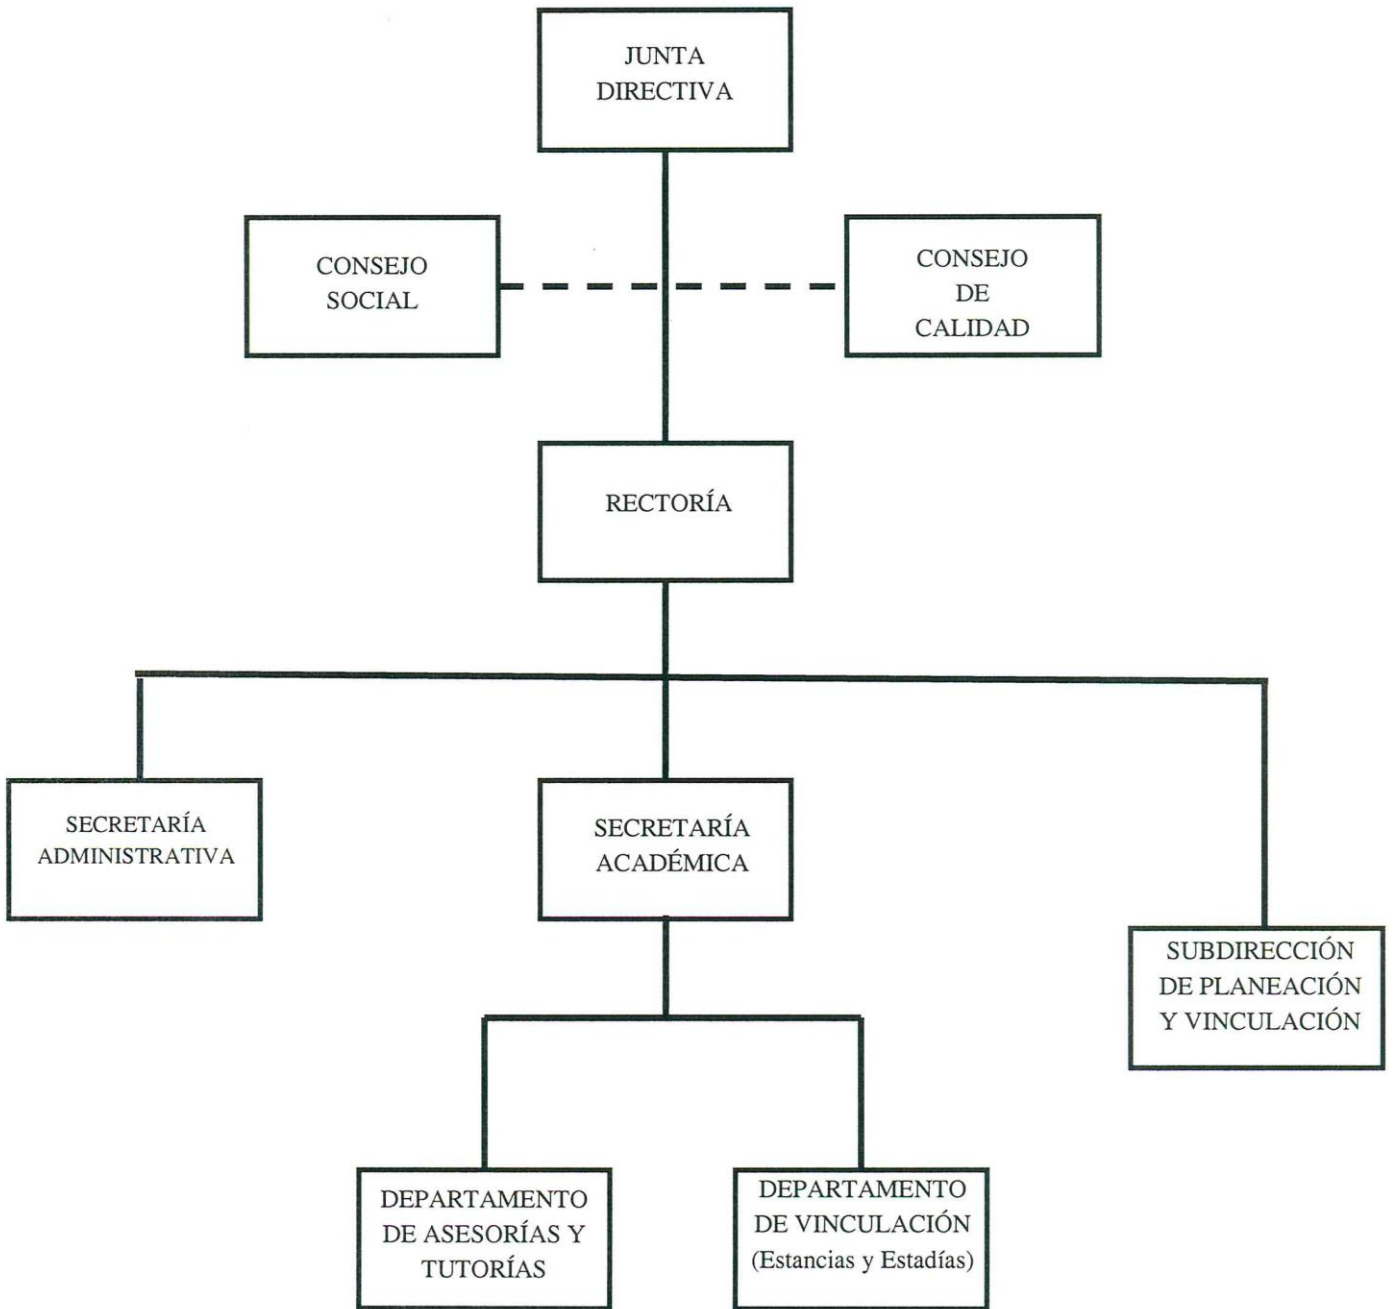 JUNTA
DIRECTIVA
CONSEJO
SOCIAL
CONSEJO
DE
CALIDAD
RECTORÍA
SECRETARÍA
ADMINISTRATIVA
SECRETARÍA
ACADÉMICA
SUBDIRECCIÓN
DE PLANEACIÓN
Y VINCULACIÓN
DEPARTAMENTO
DE ASESORÍAS Y
TUTORÍAS
DEPARTAMENTO
DE VINCULACIÓN
(Estancias y Estadías)